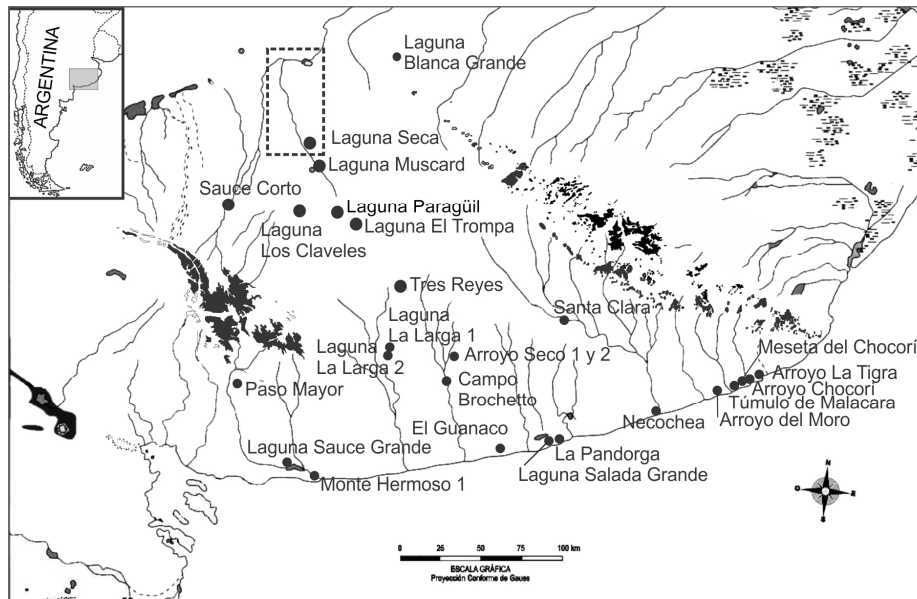 ARGENTINA
Laguna
Blanca Grande
Laguna Seca
Laguna Muscard
Sauce Corto
Laguna Paragüil
Laguna
Los Claveles
Laguna El Trompa
Tres Reyes
Santa Clara
Laguna
La Larga 1
Laguna
La Larga 2
Arroyo Seco 1 y 2
Meseta del Chocorí
Paso Mayor
Campo
Brochetto
Arroyo La Tigra
Arroyo Chocorí
Túmulo de Malacara
Necochea
Arroyo del Moro
El Guanaco
La Pandorga
Laguna Sauce Grande
Laguna Salada Grande
Monte Hermoso 1
N
O
E
S
0 25 50 75 100 km
ESCALA GRÁFICA
Proyección Conforme de Gauss